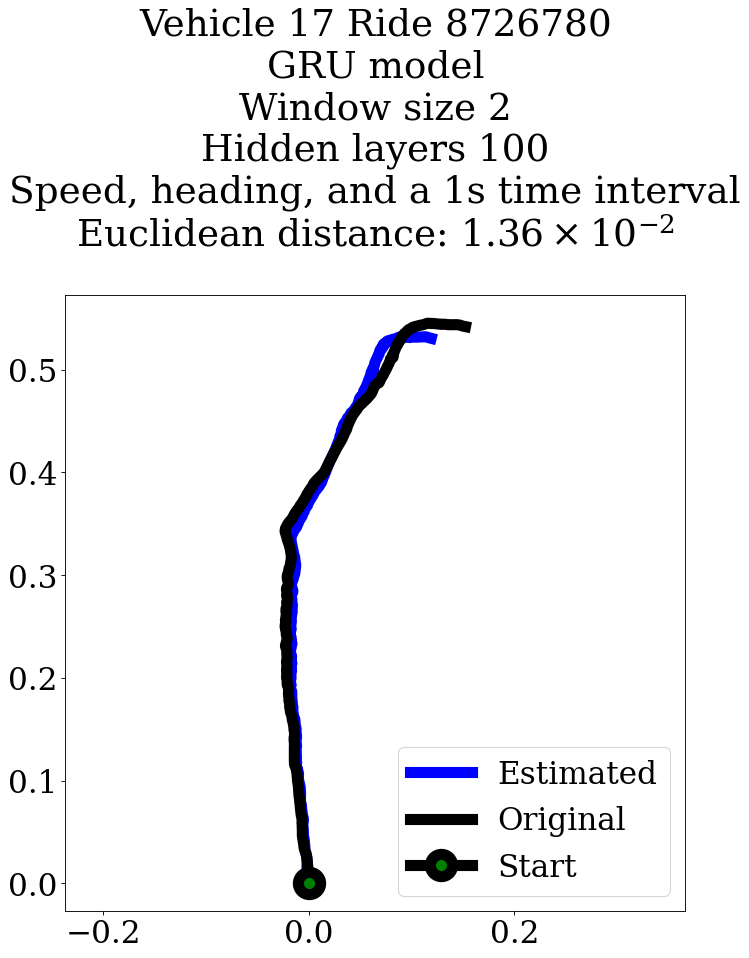 Vehicle 17 Ride 8726780
GRU model
Window size 2
Hidden layers 100
Speed, heading, and a 1s time interval
Euclidean distance: 1.36 × 10⁻²
0.5
0.4
0.3
0.2
0.1
0.0
−0.2 0.0 0.2
Estimated
Original
Start